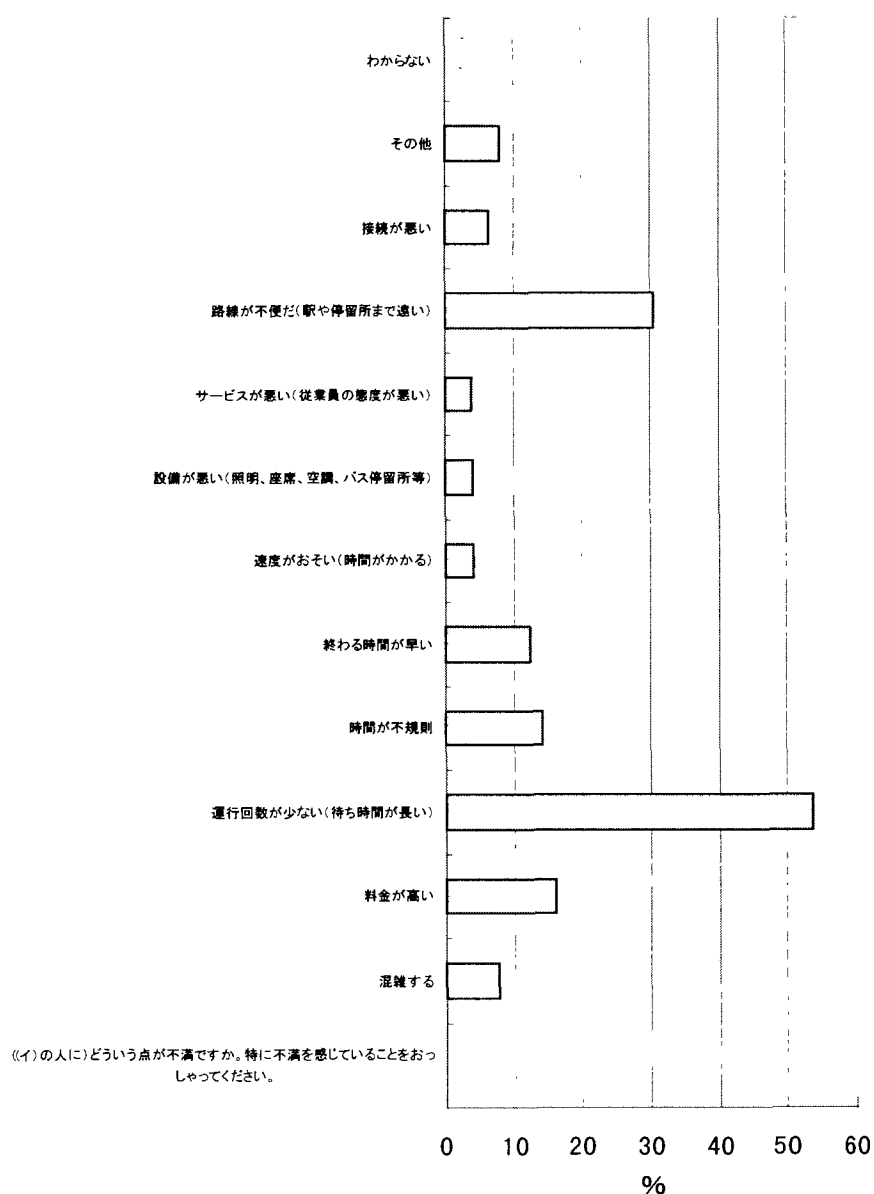 わからない
その他
接続が悪い
路線が不便だ(駅や停留所まで遠い)
サービスが悪い(従業員の態度が悪い)
設備が悪い(照明、座席、空調、バス停留所等)
速度がおそい(時間がかかる)
終わる時間が早い
時間が不規則
運行回数が少ない(待ち時間が長い)
料金が高い
混雑する
((イ)の人に)どういう点が不満ですか。特に不満を感じていることをおっ
しゃってください。
0 10 20 30 40 50 60
%